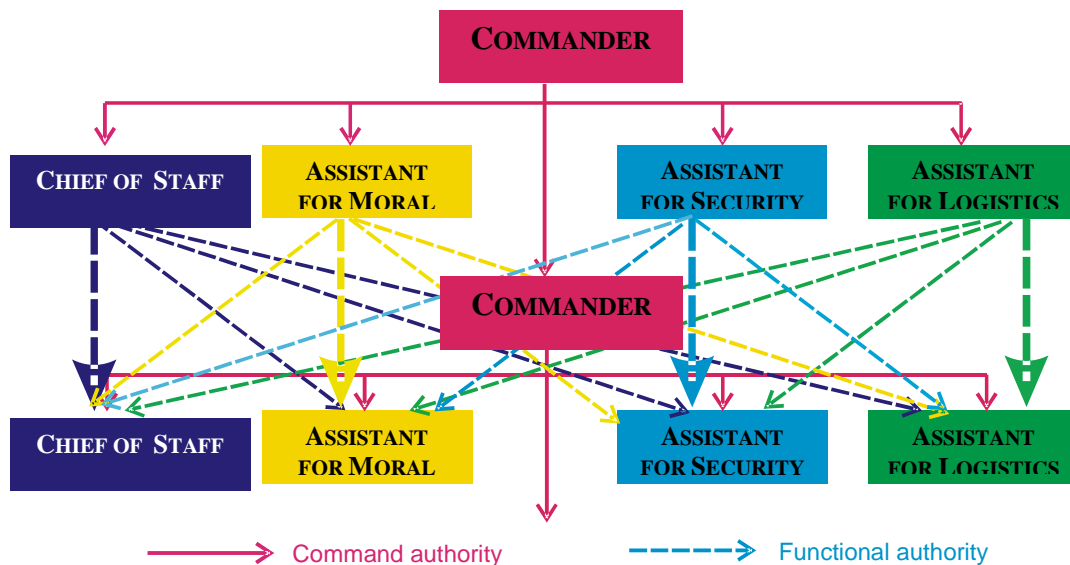 COMMANDER
CHIEF OF STAFF
ASSISTANT
FOR MORAL
ASSISTANT
FOR SECURITY
ASSISTANT
FOR LOGISTICS
COMMANDER
CHIEF OF STAFF
ASSISTANT
FOR MORAL
ASSISTANT
FOR SECURITY
ASSISTANT
FOR LOGISTICS
Command authority
Functional authority